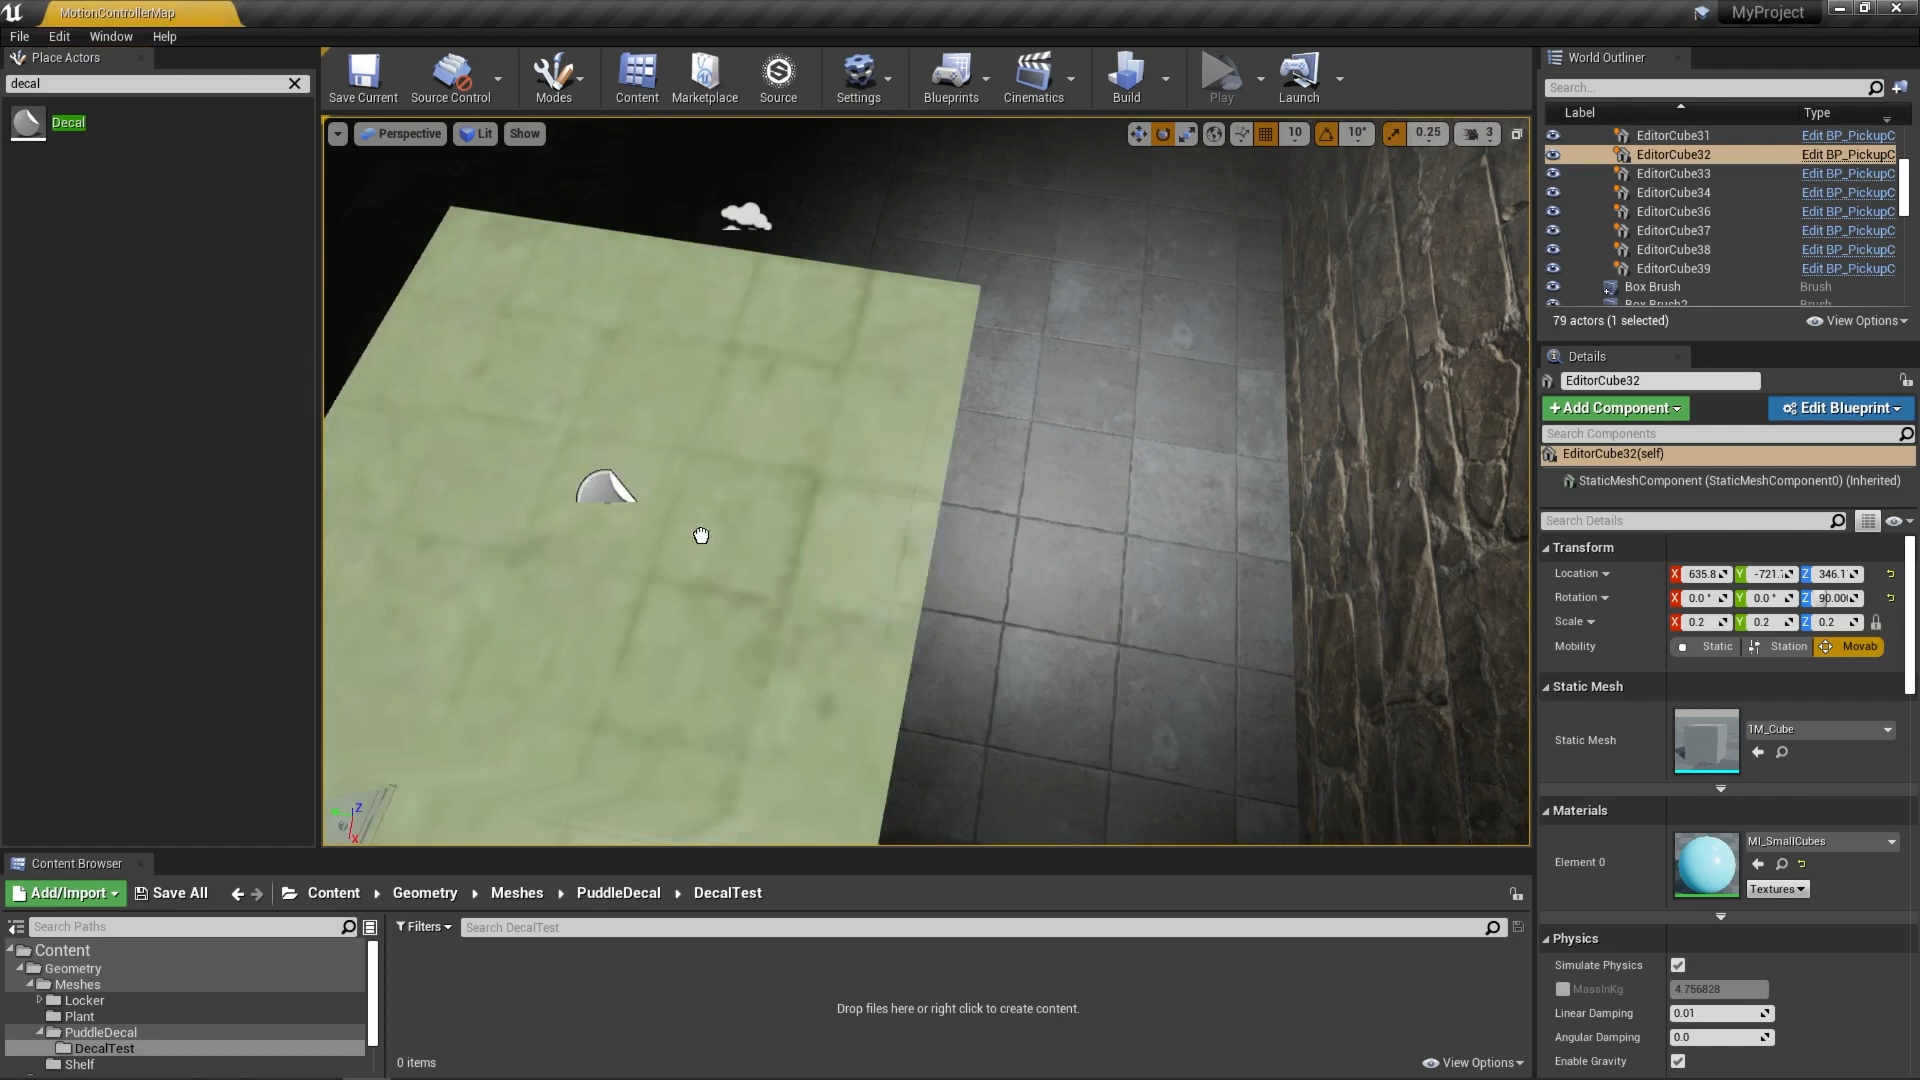 MotionControllerMap
MyProject
File Edit Window Help
Place Actors
decal
Decal
Save Current
Source Control
Modes
Content
Marketplace
Source
Settings
Blueprints
Cinematics
Build
Play
Launch
Perspective
Lit
Show
10
10°
0.25
3
Z
X
World Outliner
Search...
Label Type
EditorCube31 Edit BP_PickupC
EditorCube32 Edit BP_PickupC
EditorCube33 Edit BP_PickupC
EditorCube34 Edit BP_PickupC
EditorCube36 Edit BP_PickupC
EditorCube37 Edit BP_PickupC
EditorCube38 Edit BP_PickupC
EditorCube39 Edit BP_PickupC
Box Brush Brush
Box Brush2 Brush
79 actors (1 selected) View Options
Details
EditorCube32
+Add Component Edit Blueprint
Search Components
EditorCube32(self)
StaticMeshComponent (StaticMeshComponent0) (Inherited)
Search Details
Transform
Location X 635.8 Y -721. Z 346.1
Rotation X 0.0 ° Y 0.0 ° Z 90.00
Scale X 0.2 Y 0.2 Z 0.2
Mobility Static Station Movab
Static Mesh
Static Mesh 1M_Cube
Materials
Element 0 MI_SmallCubes
Textures
Physics
Simulate Physics
MassInKg 4.756828
Linear Damping 0.01
Angular Damping 0.0
Enable Gravity
Content Browser
Add/Import Save All Content Geometry Meshes PuddleDecal DecalTest
Search Paths
Filters Search DecalTest
Content
Geometry
Meshes
Locker
Plant
PuddleDecal
DecalTest
Shelf
Drop files here or right click to create content.
0 items View Options